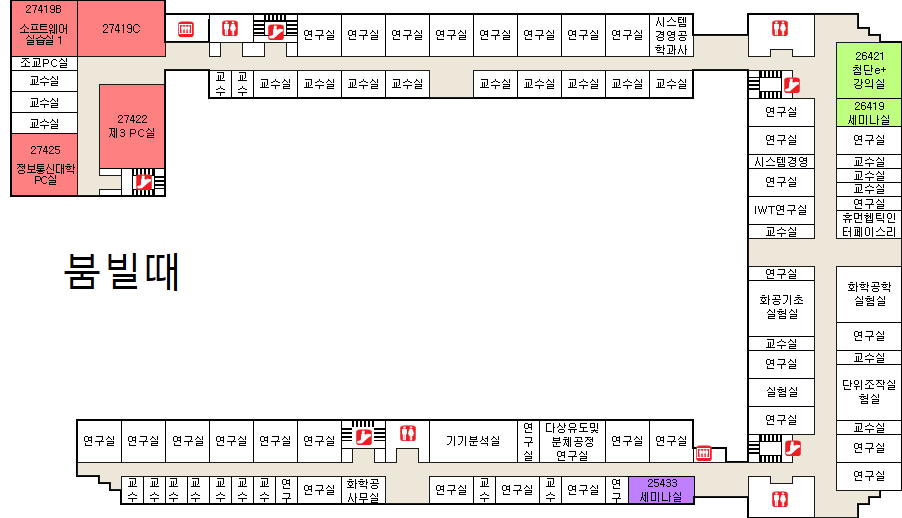 27419B
소프트웨어
실습실 1
27419C
조교PC실
교수실
교수실
교수실
27425
정보통신대학
PC실
27422
제3 PC실
연구실
연구실
연구실
연구실
연구실
연구실
연구실
연구실
시스템
경영공
학과사
교
수
교
수
교수실
교수실
교수실
교수실
교수실
교수실
교수실
교수실
교수실
26421
첨단e+
강의실
26419
세미나실
연구실
교수실
교수실
교수실
연구실
휴먼헵틱인
터페이스리
연구실
연구실
시스템경영
연구실
IWT연구실
교수실
붐빌때
연구실
화공기초
실험실
교수실
연구실
실험실
연구실
화학공학
실험실
연구실
교수실
단위조작실
험실
교수실
연구실
연구실
연구실
연구실
연구실
연구실
연구실
연구실
기기분석실
연
구
실
다상유도및
분체공정
연구실
연구실
연구실
교
수
교
수
교
수
교
수
교
수
교
수
교
수
연
구
연구실
화학공
사무실
연구실
교
수
연구실
교
수
연구실
연
구
25433
세미나실